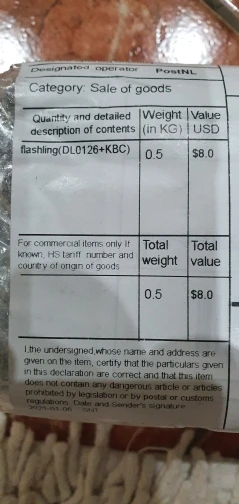 Designated operator PostNL
Category: Sale of goods
Quantity and detailed description of contents Weight (in KG) Value USD
flashling(DL0126+KBC) 0.5 $8.0
For commercial items only If known, HS tariff number and country of origin of goods Total weight Total value
0.5 $8.0
I,the undersigned,whose name and address are
given on the item, certify that the particulars given
in this declaration are correct and that this item
does not contain any dangerous article or articles
prohibited by legislation or by postal or customs
regulations. Date and Sender's signature